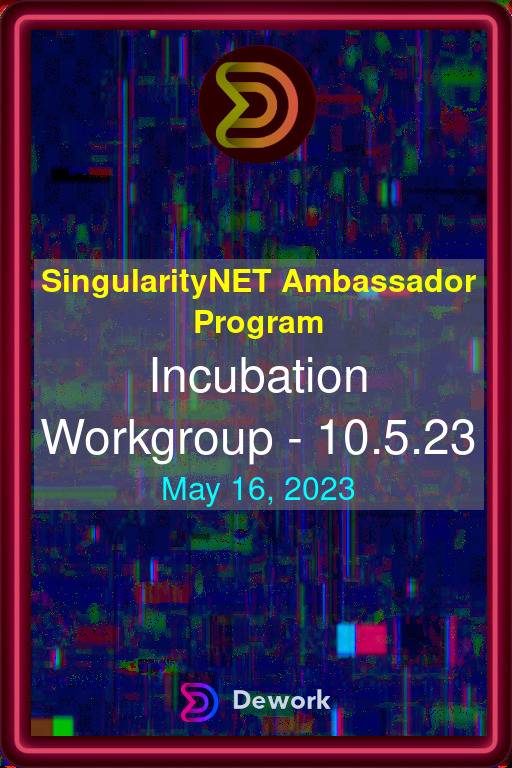 SingularityNET Ambassador
Program
Incubation
Workgroup - 10.5.23
May 16, 2023
Dework